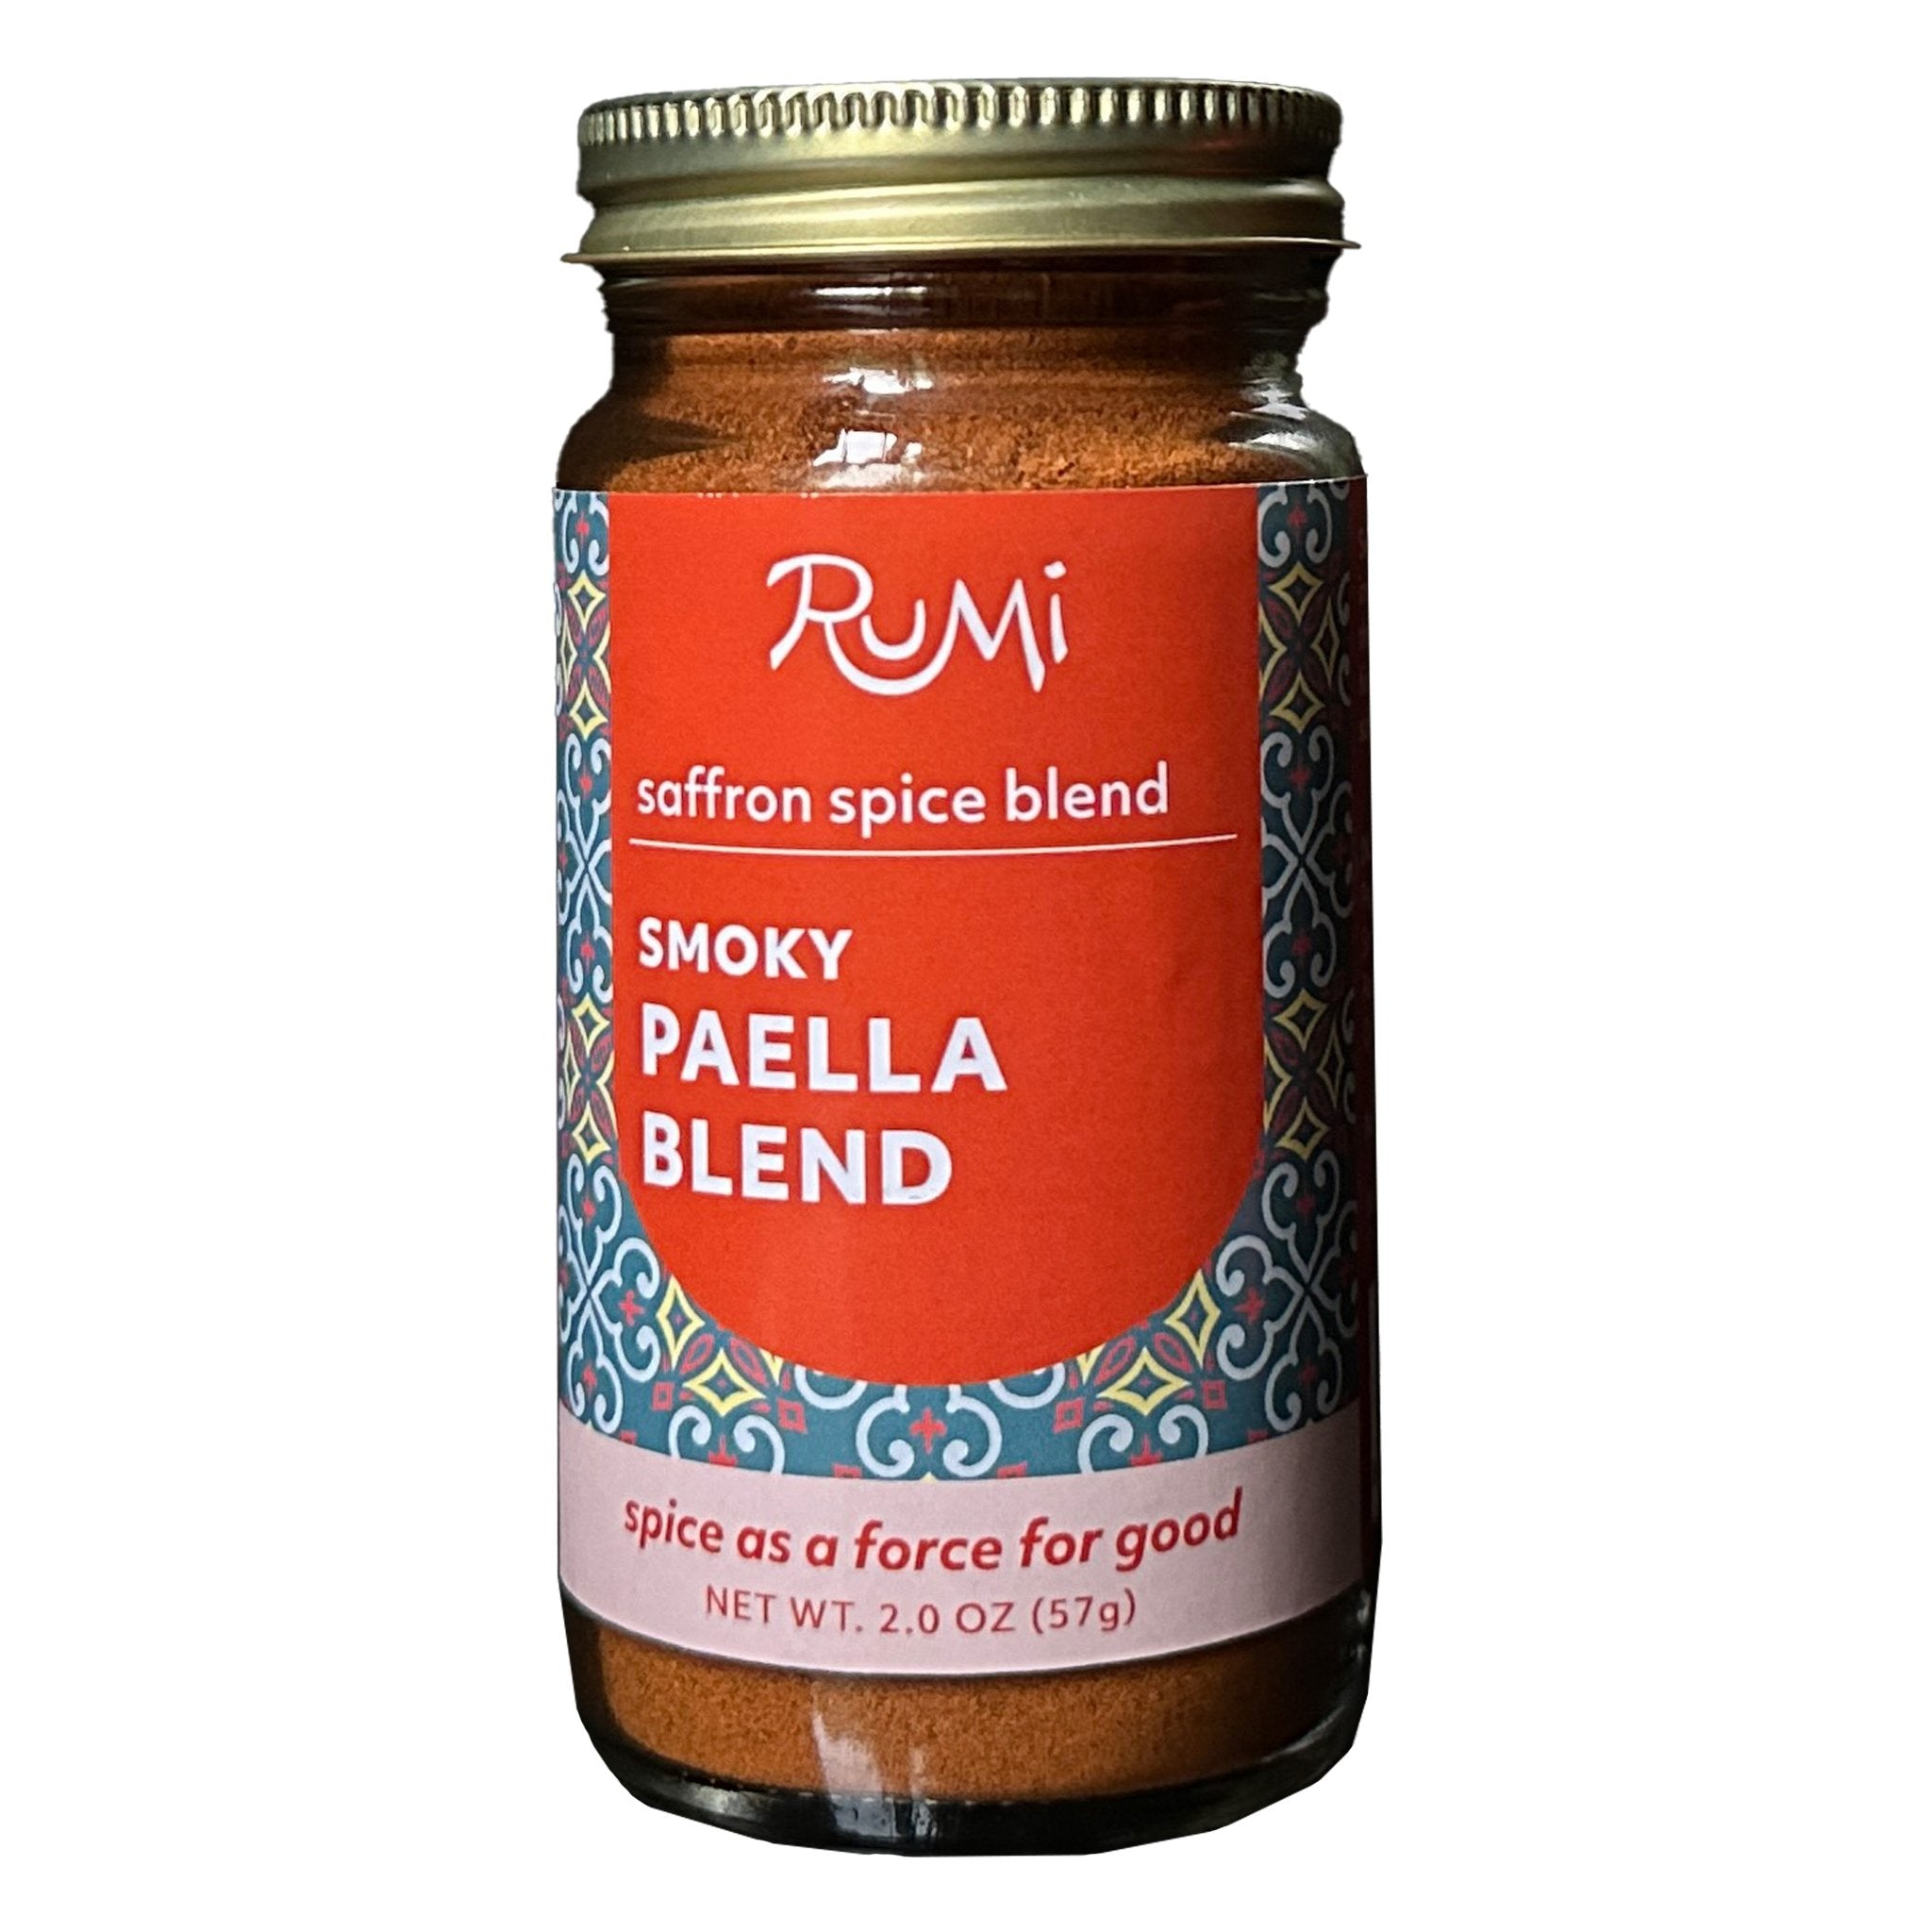 RuMi
saffron spice blend
SMOKY
PAELLA
BLEND
spice as a force for good
NET WT. 2.0 OZ (57g)